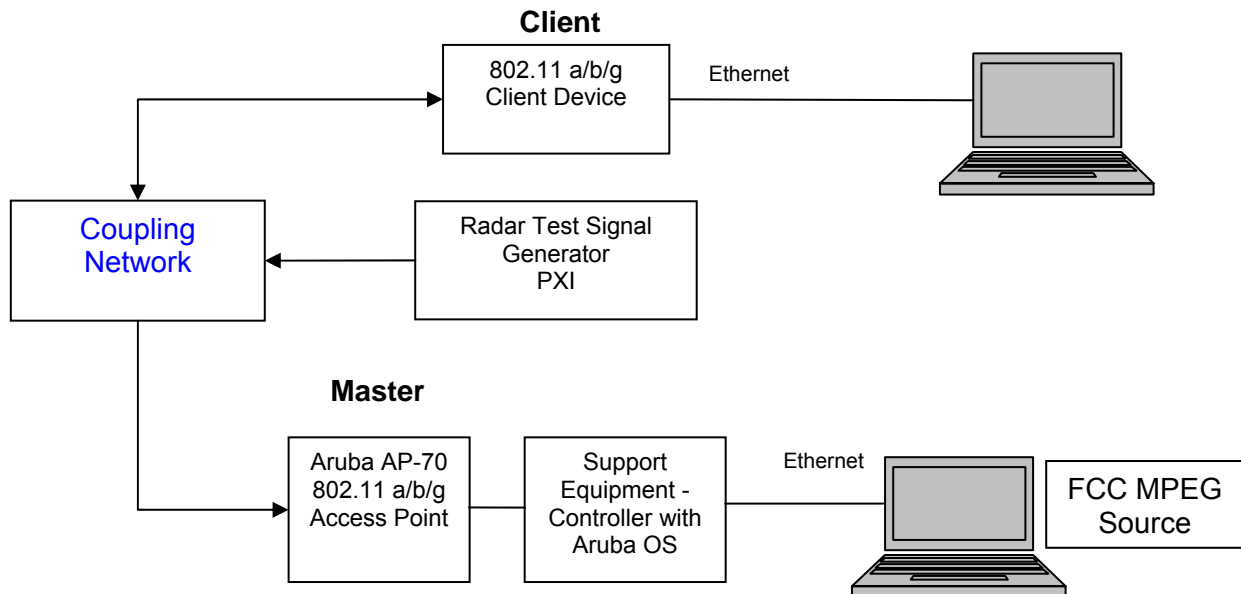 Client
802.11 a/b/g
Client Device
Ethernet
Coupling
Network
Radar Test Signal
Generator
PXI
Master
Aruba AP-70
802.11 a/b/g
Access Point
Support
Equipment -
Controller with
Aruba OS
Ethernet
FCC MPEG
Source